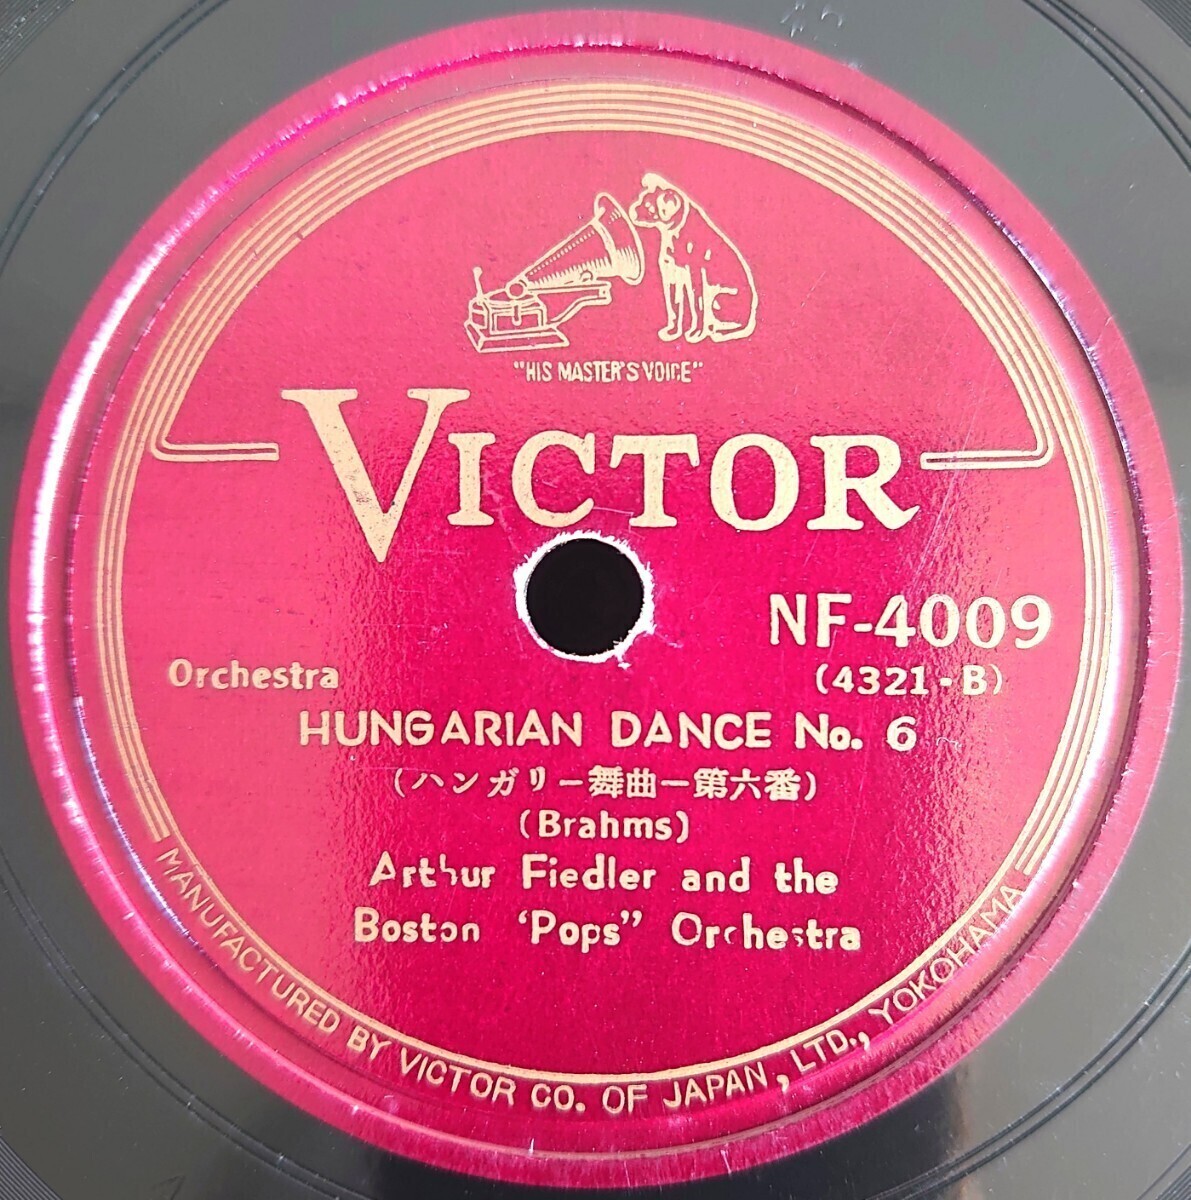 "HIS MASTER'S VOICE"
VICTOR
NF-4009
(4321-B)
Orchestra
HUNGARIAN DANCE No. 6
(ハンガリー舞曲ー第六番)
(Brahms)
Arthur Fiedler and the
Boston 'Pops" Orchestra
MANUFACTURED BY VICTOR CO. OF JAPAN, LTD., YOKOHAMA